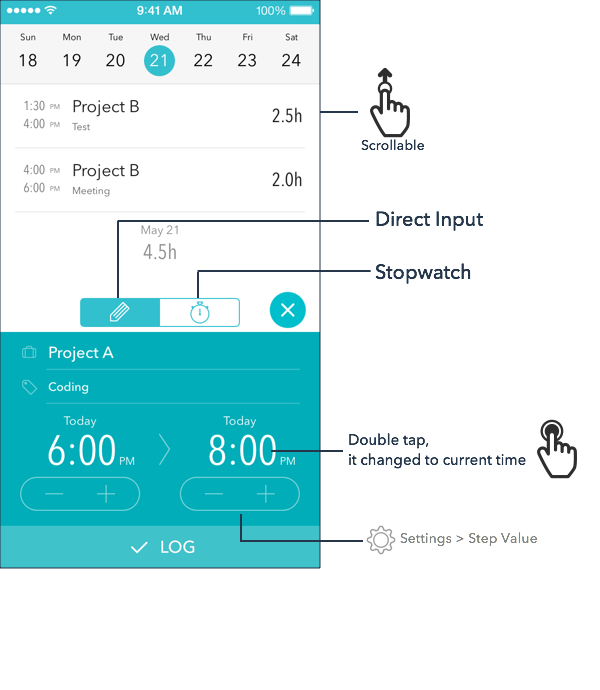 9:41 AM 100%
Sun Mon Tue Wed Thu Fri Sat
18 19 20 21 22 23 24
1:30 PM Project B 2.5h
4:00 PM Test
Scrollable
4:00 PM Project B 2.0h
6:00 PM Meeting
May 21
4.5h
Direct Input
Stopwatch
Project A
Coding
Today Today
6:00 PM 8:00 PM
Double tap,
it changed to current time
Settings > Step Value
LOG